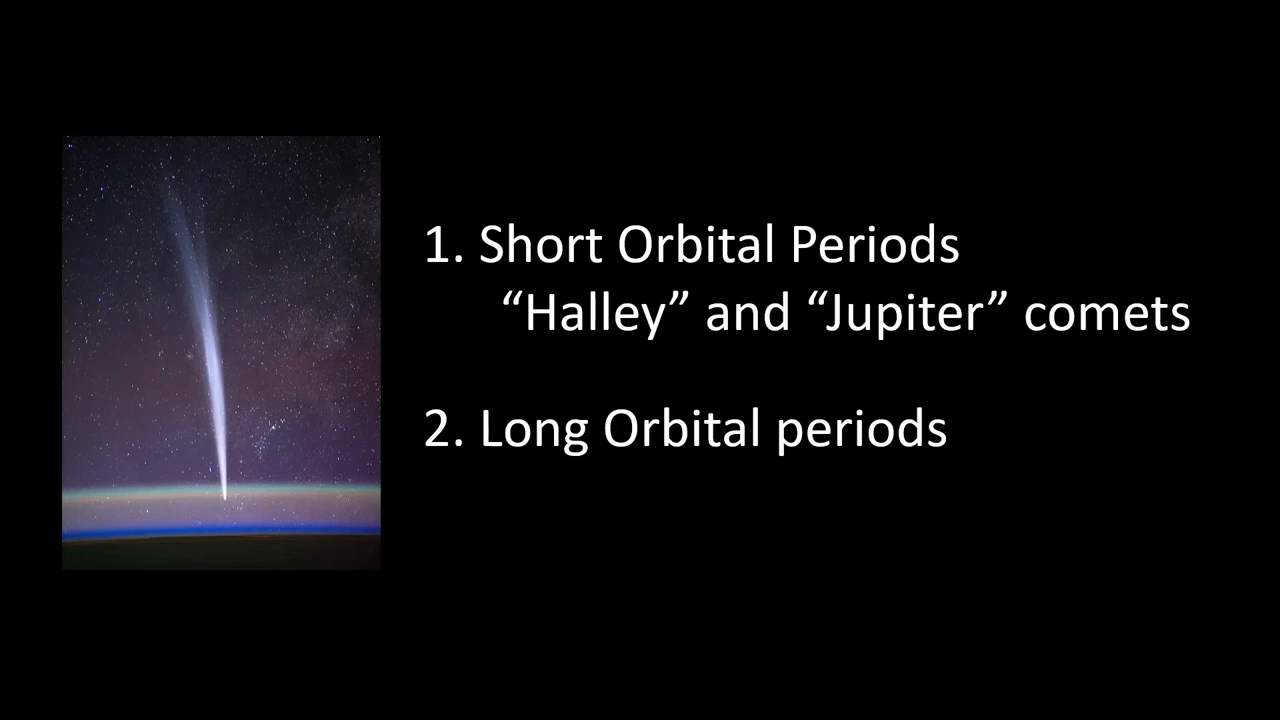 1. Short Orbital Periods
“Halley” and “Jupiter” comets
2. Long Orbital periods